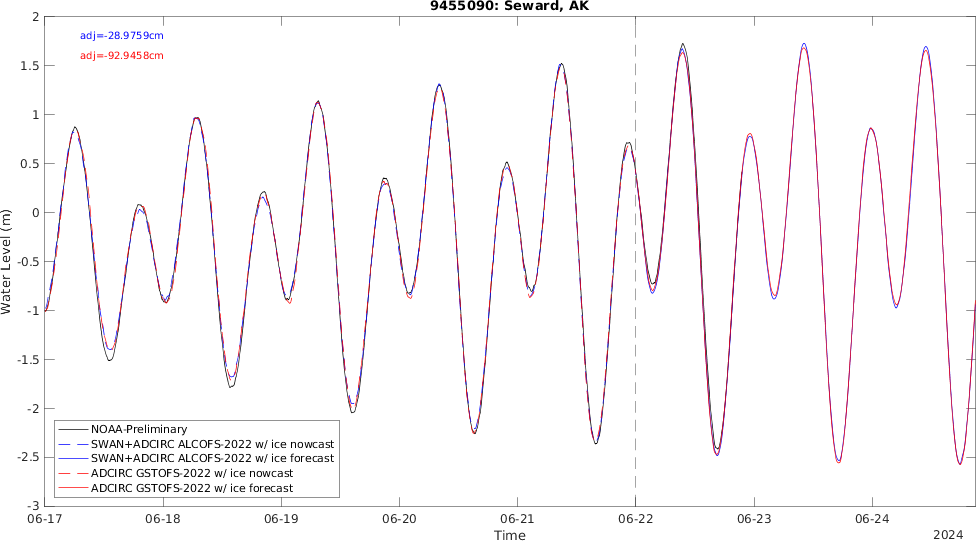 9455090: Seward, AK
adj=-28.9759cm
adj=-92.9458cm
Water Level (m)
2
1.5
1
0.5
0
-0.5
-1
-1.5
-2
-2.5
-3
NOAA-Preliminary
SWAN+ADCIRC ALCOFS-2022 w/ ice nowcast
SWAN+ADCIRC ALCOFS-2022 w/ ice forecast
ADCIRC GSTOFS-2022 w/ ice nowcast
ADCIRC GSTOFS-2022 w/ ice forecast
06-17 06-18 06-19 06-20 06-21 06-22 06-23 06-24
Time
2024